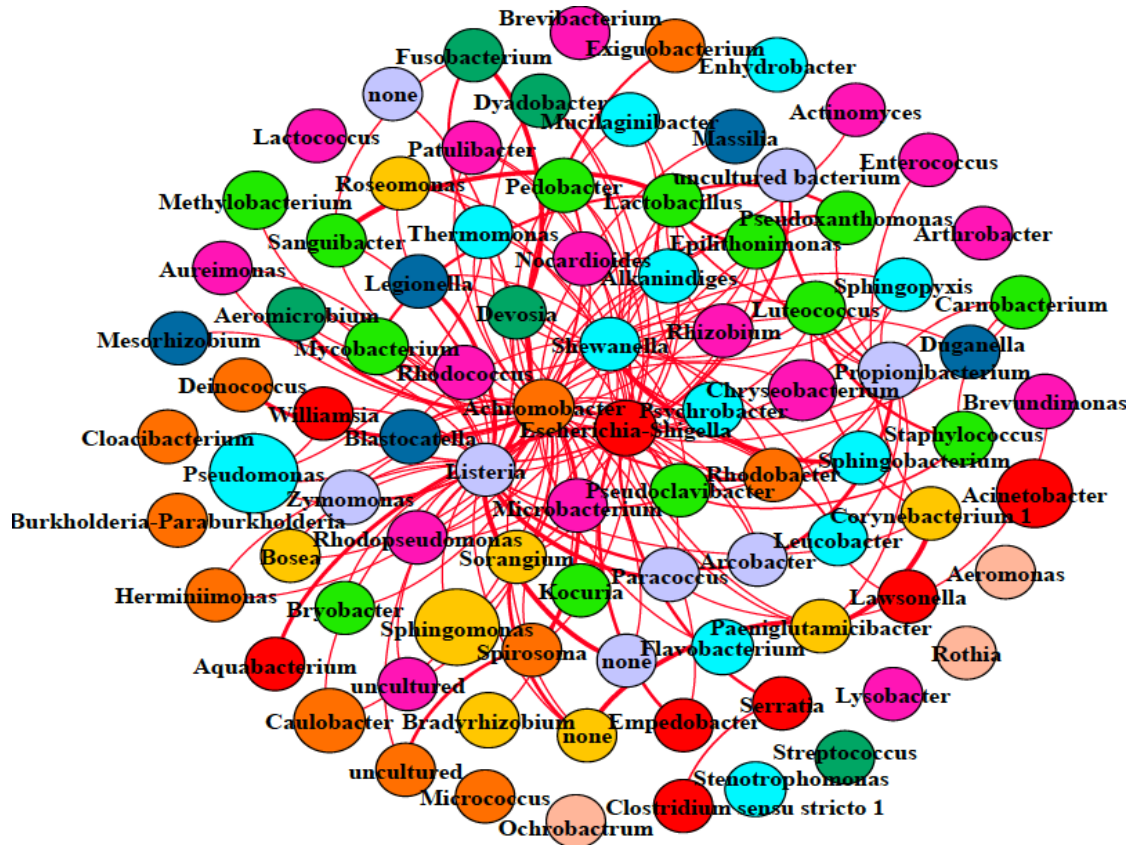 Brevibacterium
Exiguobacterium
Fusobacterium
Enhydrobacter
none
Dyadobacter
Mucilaginibacter
Actinomyces
Lactococcus
Massilia
Patulibacter
Enterococcus
uncultured bacterium
Roseomonas
Pedobacter
Lactobacillus
Methylobacterium
Pseudoxanthomonas
Thermomonas
Arthrobacter
Sanguibacter
Epilithonimonas
Nocardioides
Aureimonas
Alkanindiges
Legionella
Sphingopyxis
Carnobacterium
Luteococcus
Aeromicrobium
Devosia
Rhizobium
Mesorhizobium
Shewanella
Duganella
Mycobacterium
Propionibacterium
Rhodococcus
Deinococcus
Chryseobacterium
Brevundimonas
Achromobacter
Williamsia
Psychrobacter
Escherichia-Shigella
Cloacibacterium
Blastocatella
Staphylococcus
Sphingobacterium
Pseudomonas
Listeria
Rhodobacter
Pseudoclavibacter
Zymomonas
Acinetobacter
Microbacterium
Corynebacterium 1
Burkholderia-Paraburkholderia
Rhodopseudomonas
Leucobacter
Bosea
Sorangium
Arcobacter
Paracoccus
Aeromonas
Herminiimonas
Kocuria
Lawsonella
Bryobacter
Sphingomonas
Paeniglutamicibacter
Flavobacterium
Spirosoma
Rothia
Aquabacterium
none
uncultured
Lysobacter
Serratia
Caulobacter
Bradyrhizobium
Empedobacter
none
Streptococcus
uncultured
Stenotrophomonas
Micrococcus
Clostridium sensu stricto 1
Ochrobactrum